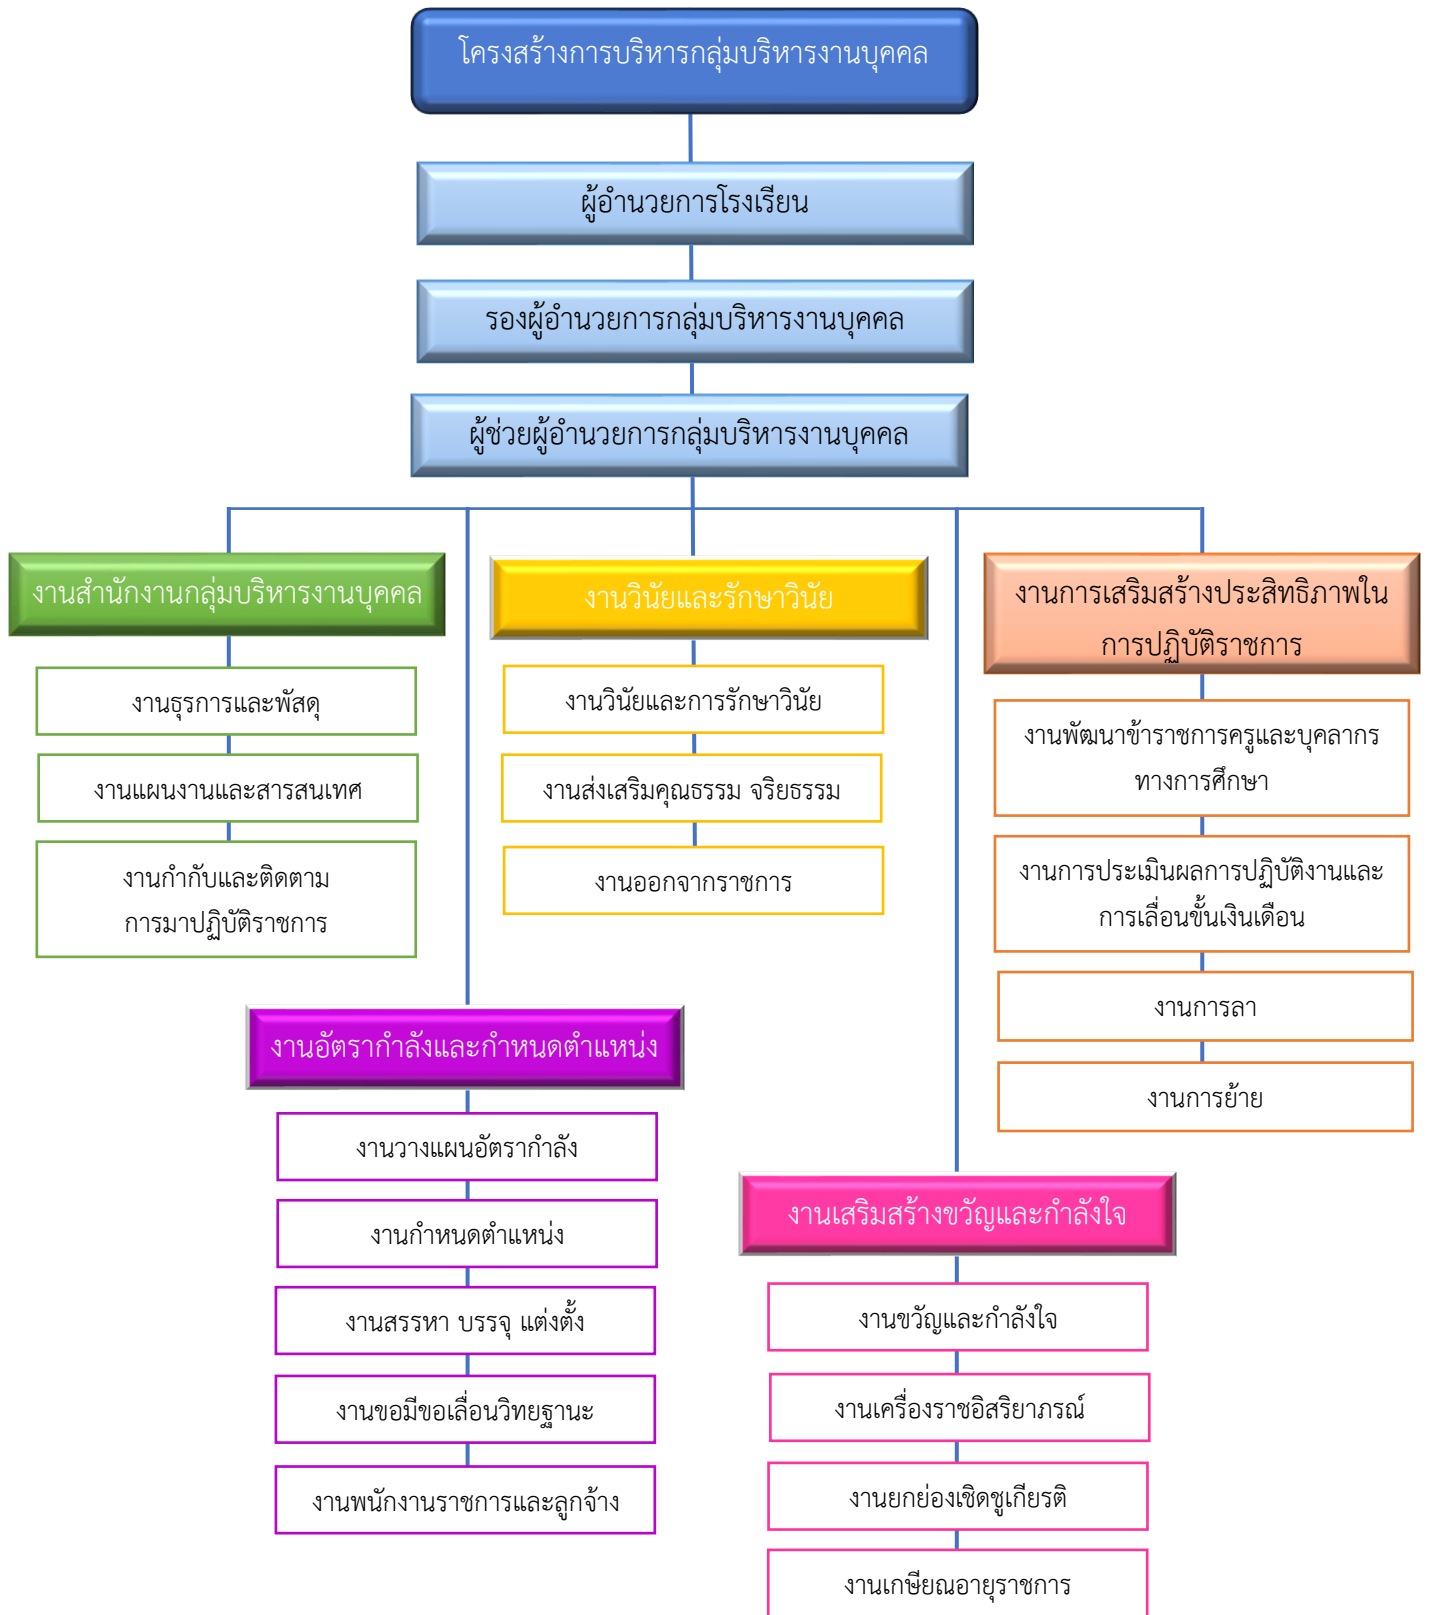 โครงสร้างการบริหารกลุ่มบริหารงานบุคคล
ผู้อำนวยการโรงเรียน
รองผู้อำนวยการกลุ่มบริหารงานบุคคล
ผู้ช่วยผู้อำนวยการกลุ่มบริหารงานบุคคล
งานสำนักงานกลุ่มบริหารงานบุคคล
งานธุรการและพัสดุ
งานแผนงานและสารสนเทศ
งานกำกับและติดตาม
การมาปฏิบัติราชการ
งานวินัยและรักษาวินัย
งานวินัยและการรักษาวินัย
งานส่งเสริมคุณธรรม จริยธรรม
งานออกจากราชการ
งานการเสริมสร้างประสิทธิภาพใน
การปฏิบัติราชการ
งานพัฒนาข้าราชการครูและบุคลากร
ทางการศึกษา
งานการประเมินผลการปฏิบัติงานและ
การเลื่อนขั้นเงินเดือน
งานการลา
งานการย้าย
งานอัตรากำลังและกำหนดตำแหน่ง
งานวางแผนอัตรากำลัง
งานกำหนดตำแหน่ง
งานสรรหา บรรจุ แต่งตั้ง
งานขอมีขอเลื่อนวิทยฐานะ
งานพนักงานราชการและลูกจ้าง
งานเสริมสร้างขวัญและกำลังใจ
งานขวัญและกำลังใจ
งานเครื่องราชอิสริยาภรณ์
งานยกย่องเชิดชูเกียรติ
งานเกษียณอายุราชการ